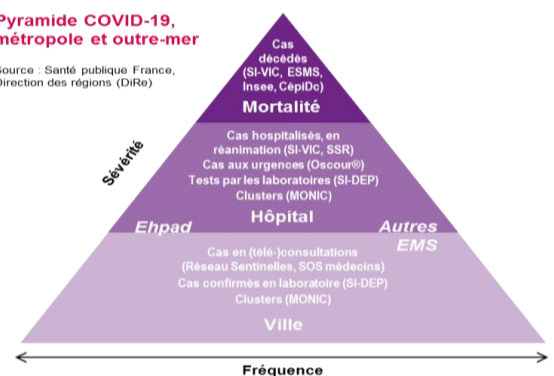 Pyramide COVID-19,
métropole et outre-mer
Source : Santé publique France,
Direction des régions (DiRe)
Cas
décédés
(SI-VIC, ESMS,
Insee, CépiDc)
Mortalité
Sévérité
Cas hospitalisés, en
réanimation (SI-VIC, SSR)
Cas aux urgences (Oscour®)
Tests par les laboratoires (SI-DEP)
Clusters (MONIC)
Hôpital
Ehpad
Autres
EMS
Cas en (télé-)consultations
(Réseau Sentinelles, SOS médecins)
Cas confirmés en laboratoire (SI-DEP)
Clusters (MONIC)
Ville
Fréquence